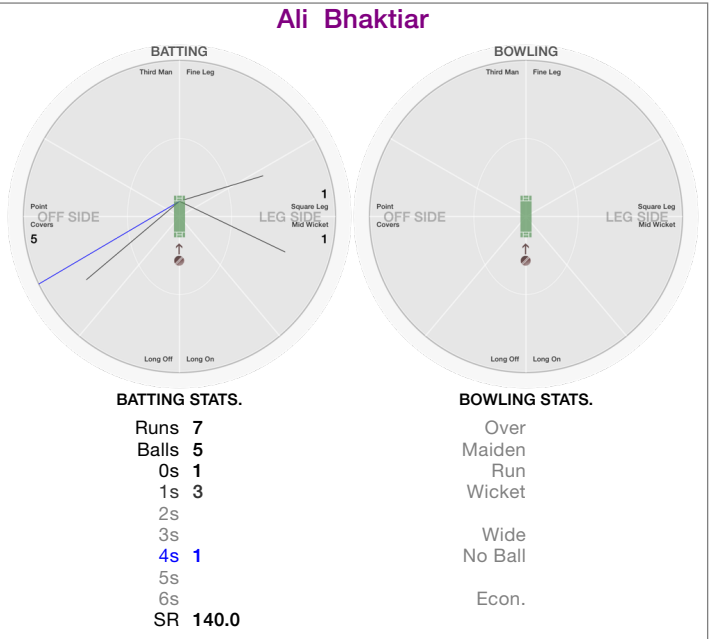 Ali Bhaktiar
BATTING
BOWLING
Third Man Fine Leg
Third Man Fine Leg
1
Point
Square Leg
OFF SIDE
LEG SIDE
Covers
Mid Wicket
5
1
Point
Square Leg
OFF SIDE
LEG SIDE
Covers
Mid Wicket
Long Off Long On
Long Off Long On
BATTING STATS.
BOWLING STATS.
Runs 7
Balls 5
0s 1
1s 3
2s
3s
4s 1
5s
6s
SR 140.0
Over
Maiden
Run
Wicket
Wide
No Ball
Econ.